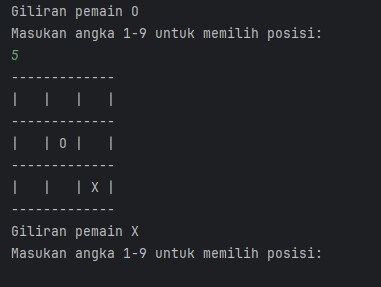 Giliran pemain O
Masukan angka 1-9 untuk memilih posisi:
5
-------------
|   |   |   |
-------------
|   | O |   |
-------------
|   |   | X |
-------------
Giliran pemain X
Masukan angka 1-9 untuk memilih posisi: